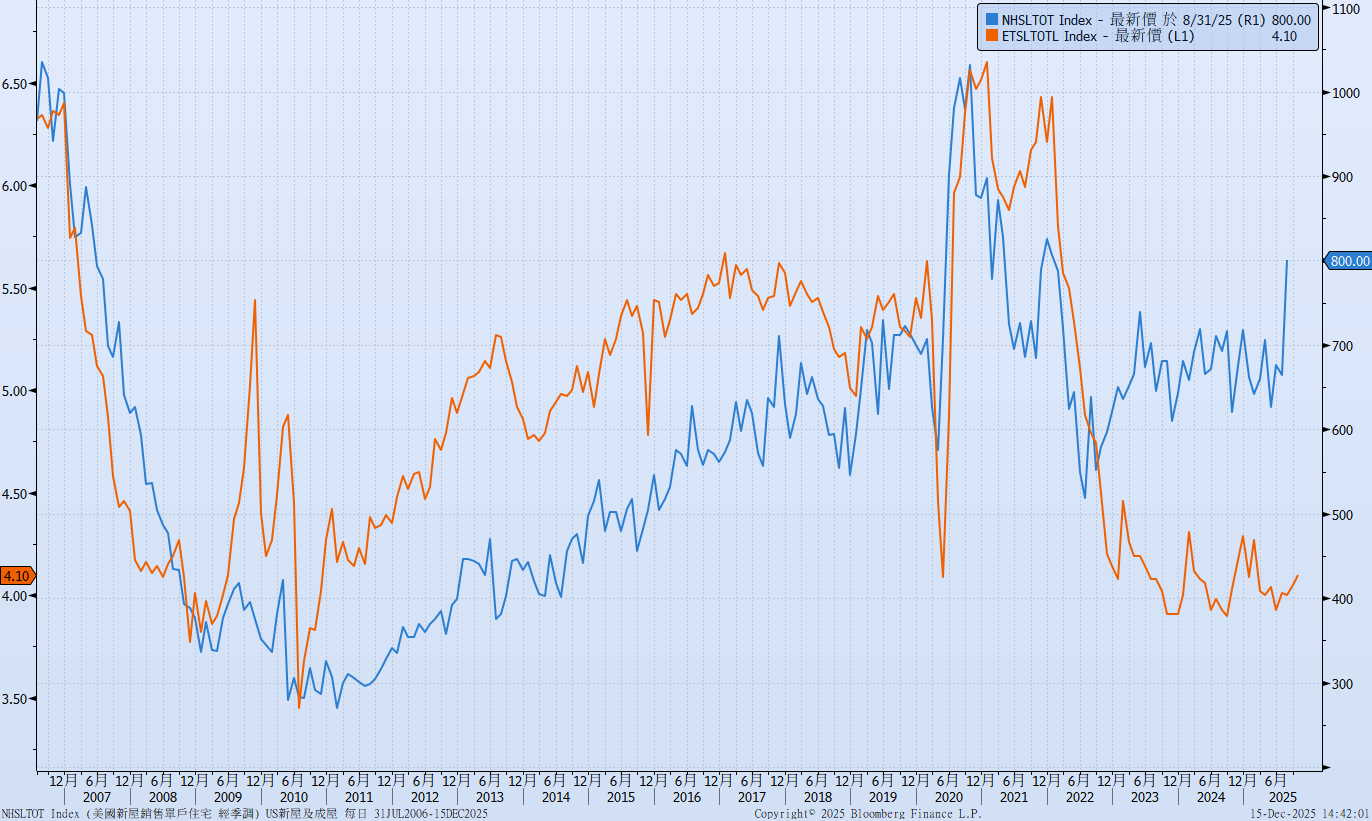 NHSLTOT Index - 最新價 於 8/31/25 (R1) 800.00
ETSLTOTL Index - 最新價 (L1) 4.10
1100
6.50
1000
6.00
900
5.50
800.00
700
5.00
600
4.50
500
4.10
4.00
400
3.50
300
12月 6月 12月 6月 12月 6月 12月 6月 12月 6月 12月 6月 12月 6月 12月 6月 12月 6月 12月 6月 12月 6月 12月 6月 12月 6月 12月 6月 12月 6月 12月 6月 12月 6月 12月 6月 12月 6月
2007 2008 2009 2010 2011 2012 2013 2014 2015 2016 2017 2018 2019 2020 2021 2022 2023 2024 2025
NHSLTOT Index (美國新屋銷售單戶住宅 經季調) US新屋及成屋 每日 31JUL2006-15DEC2025
Copyright© 2025 Bloomberg Finance L.P.
15-Dec-2025 14:42:01